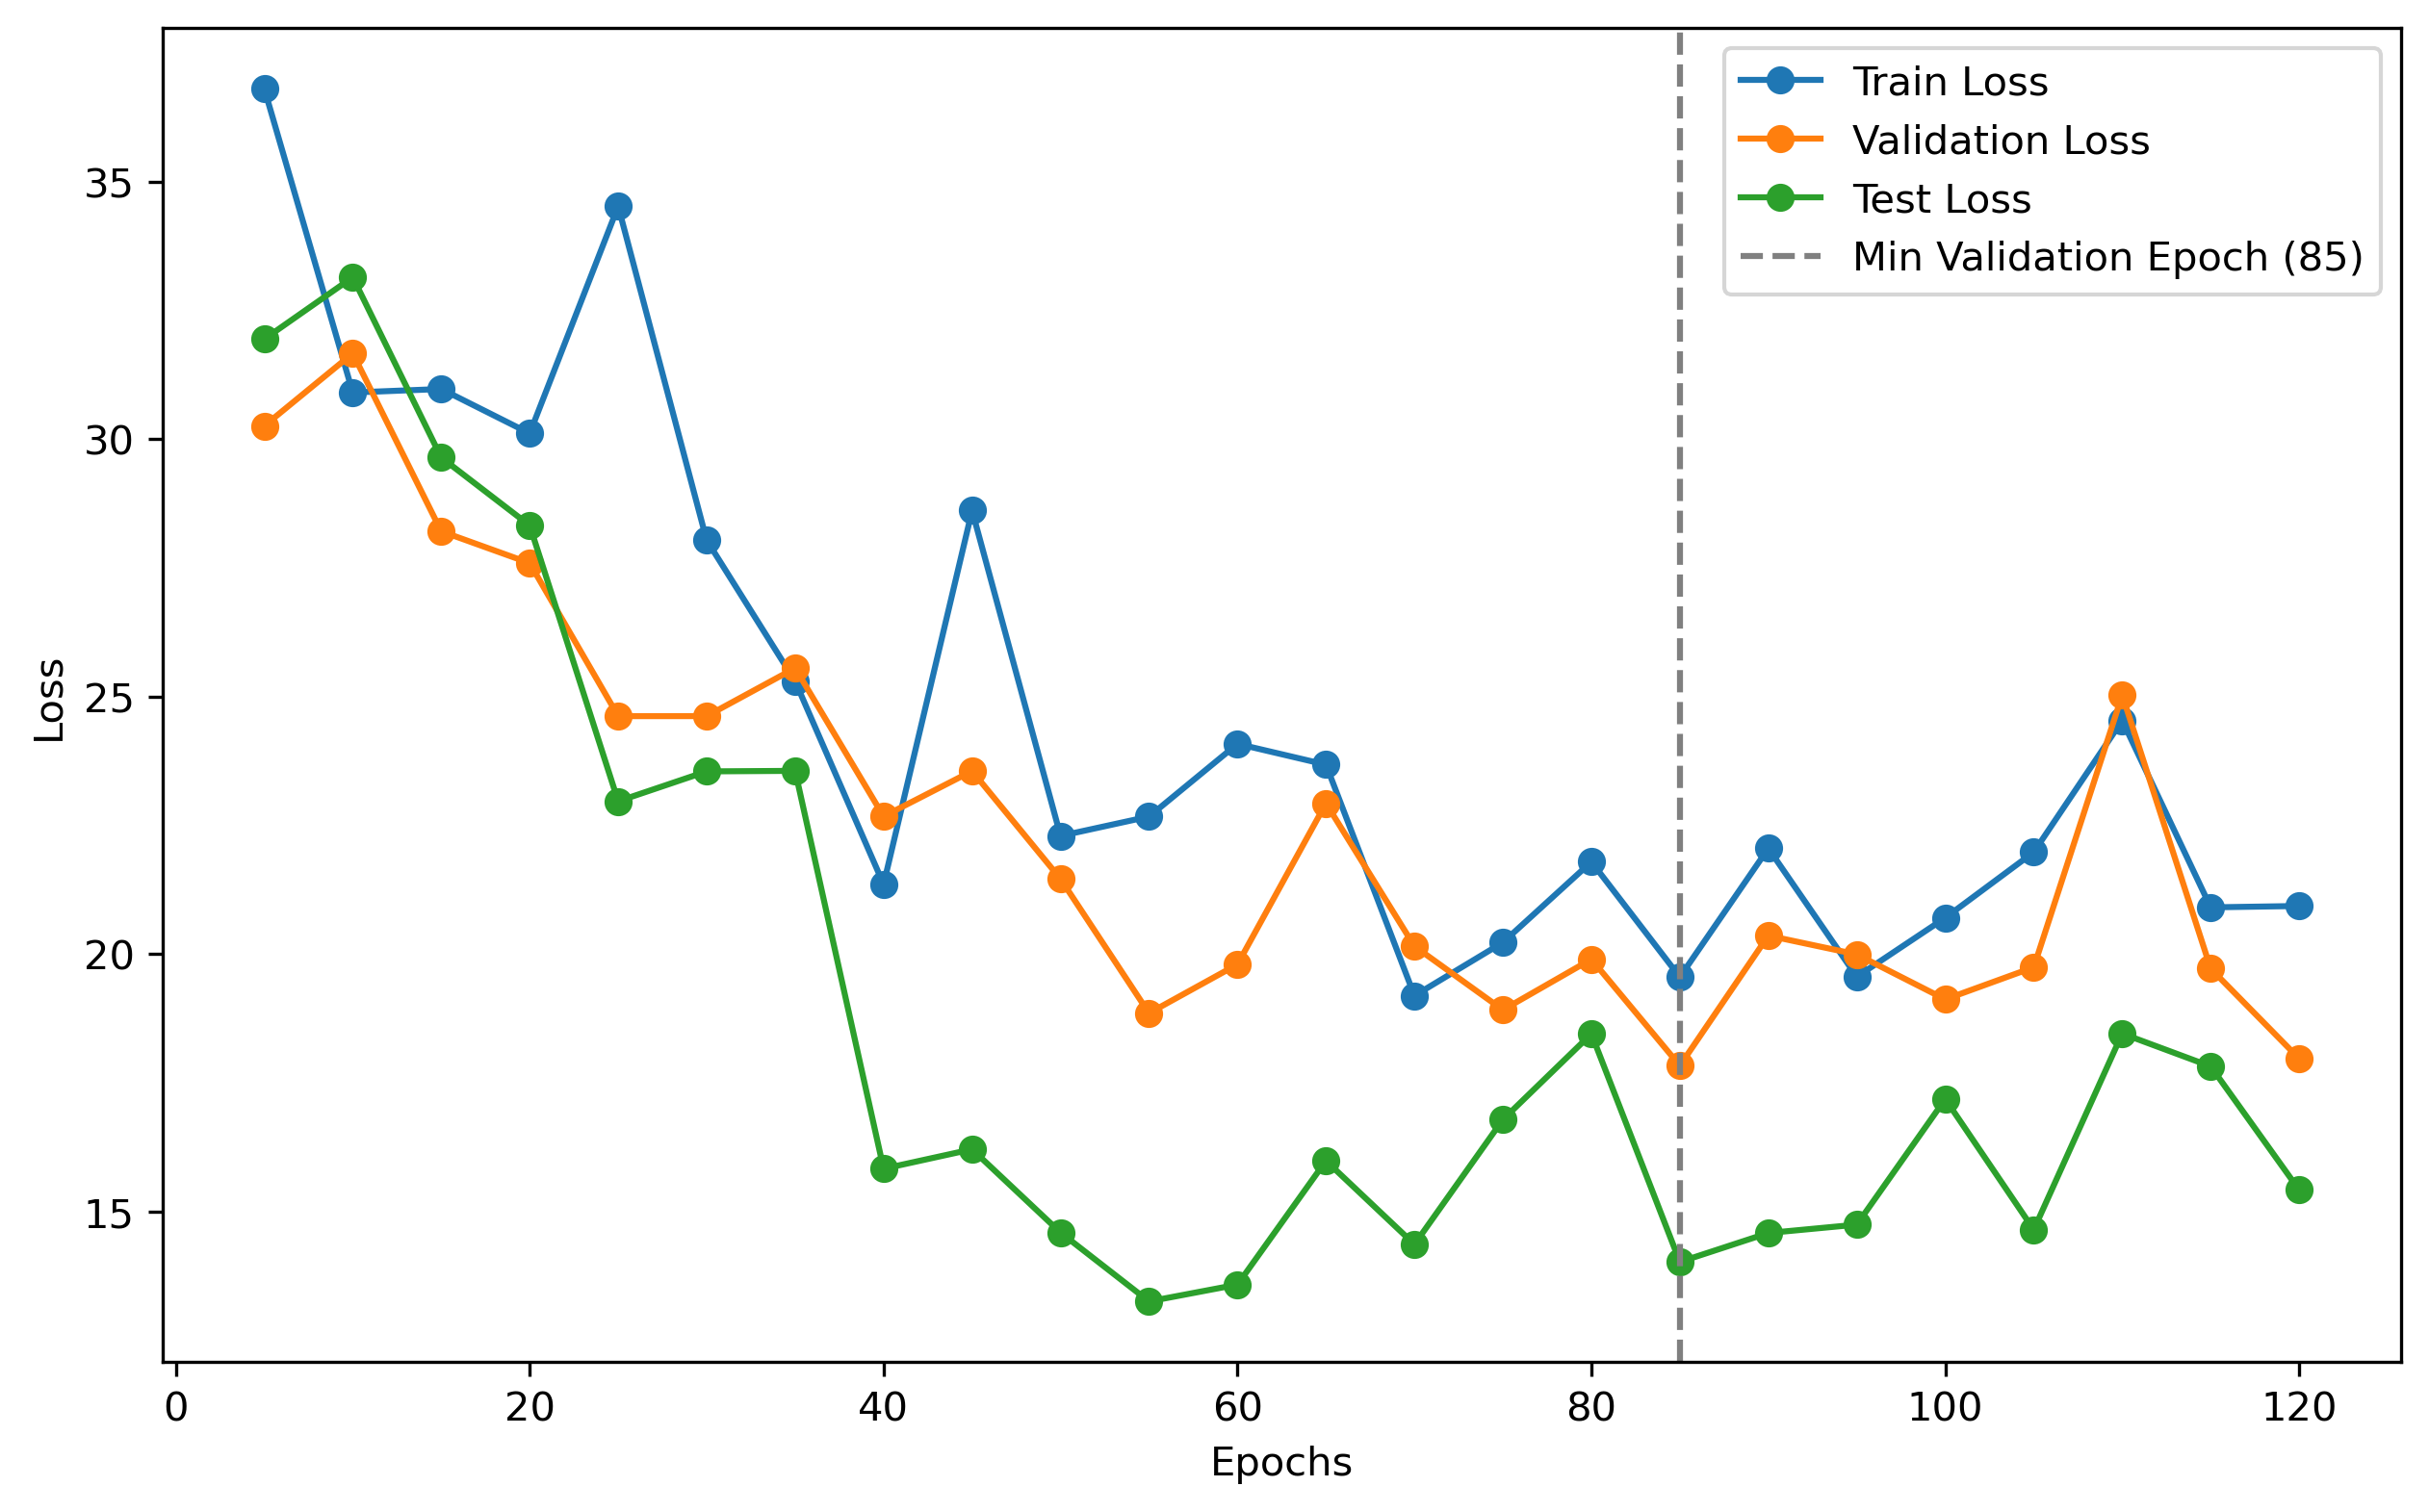 Train Loss
Validation Loss
Test Loss
Min Validation Epoch (85)
35
30
25
20
15
Loss
0 20 40 60 80 100 120
Epochs